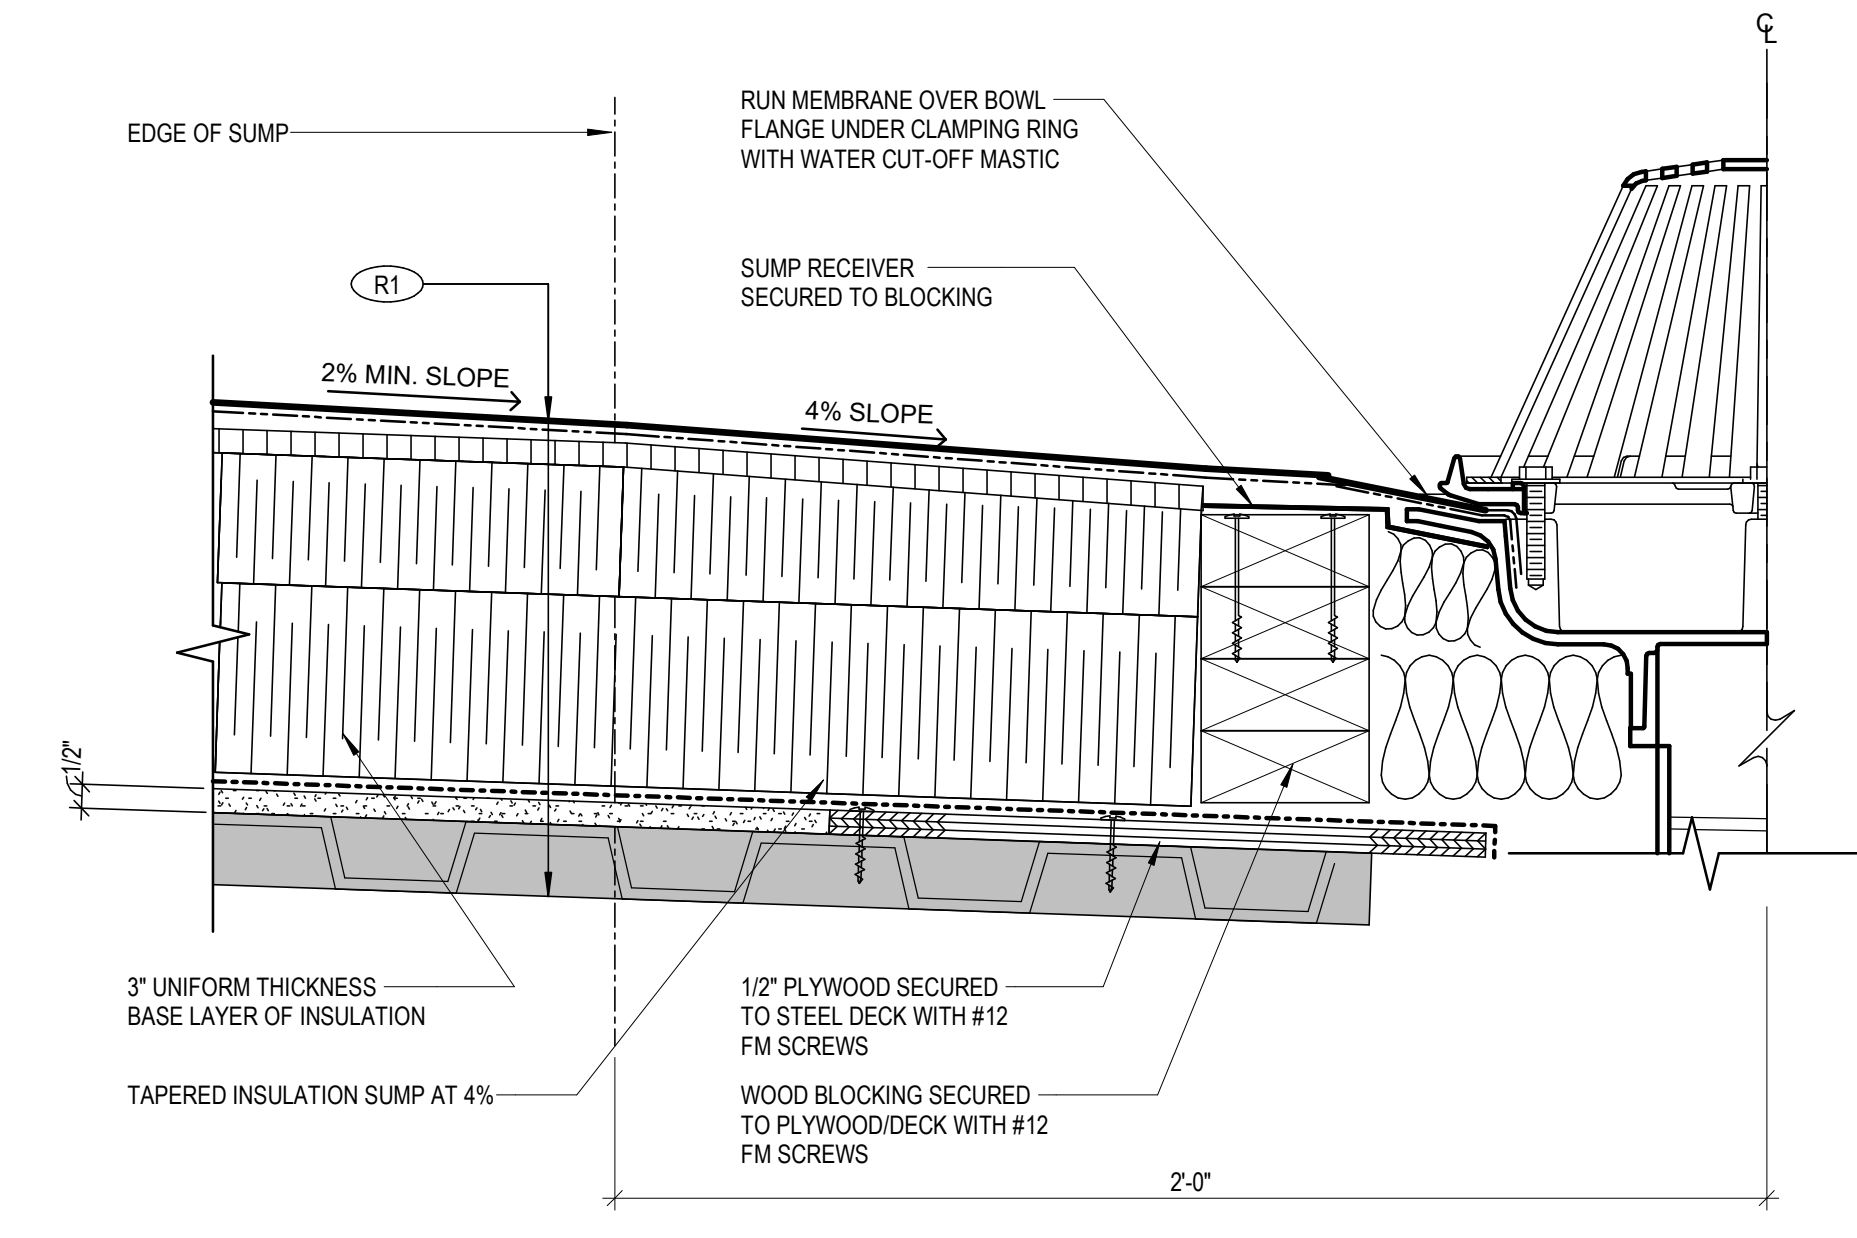 ℄
EDGE OF SUMP
RUN MEMBRANE OVER BOWL
FLANGE UNDER CLAMPING RING
WITH WATER CUT-OFF MASTIC
R1
SUMP RECEIVER
SECURED TO BLOCKING
2% MIN. SLOPE
4% SLOPE
1/2"
3" UNIFORM THICKNESS
BASE LAYER OF INSULATION
TAPERED INSULATION SUMP AT 4%
1/2" PLYWOOD SECURED
TO STEEL DECK WITH #12
FM SCREWS
WOOD BLOCKING SECURED
TO PLYWOOD/DECK WITH #12
FM SCREWS
2'-0"